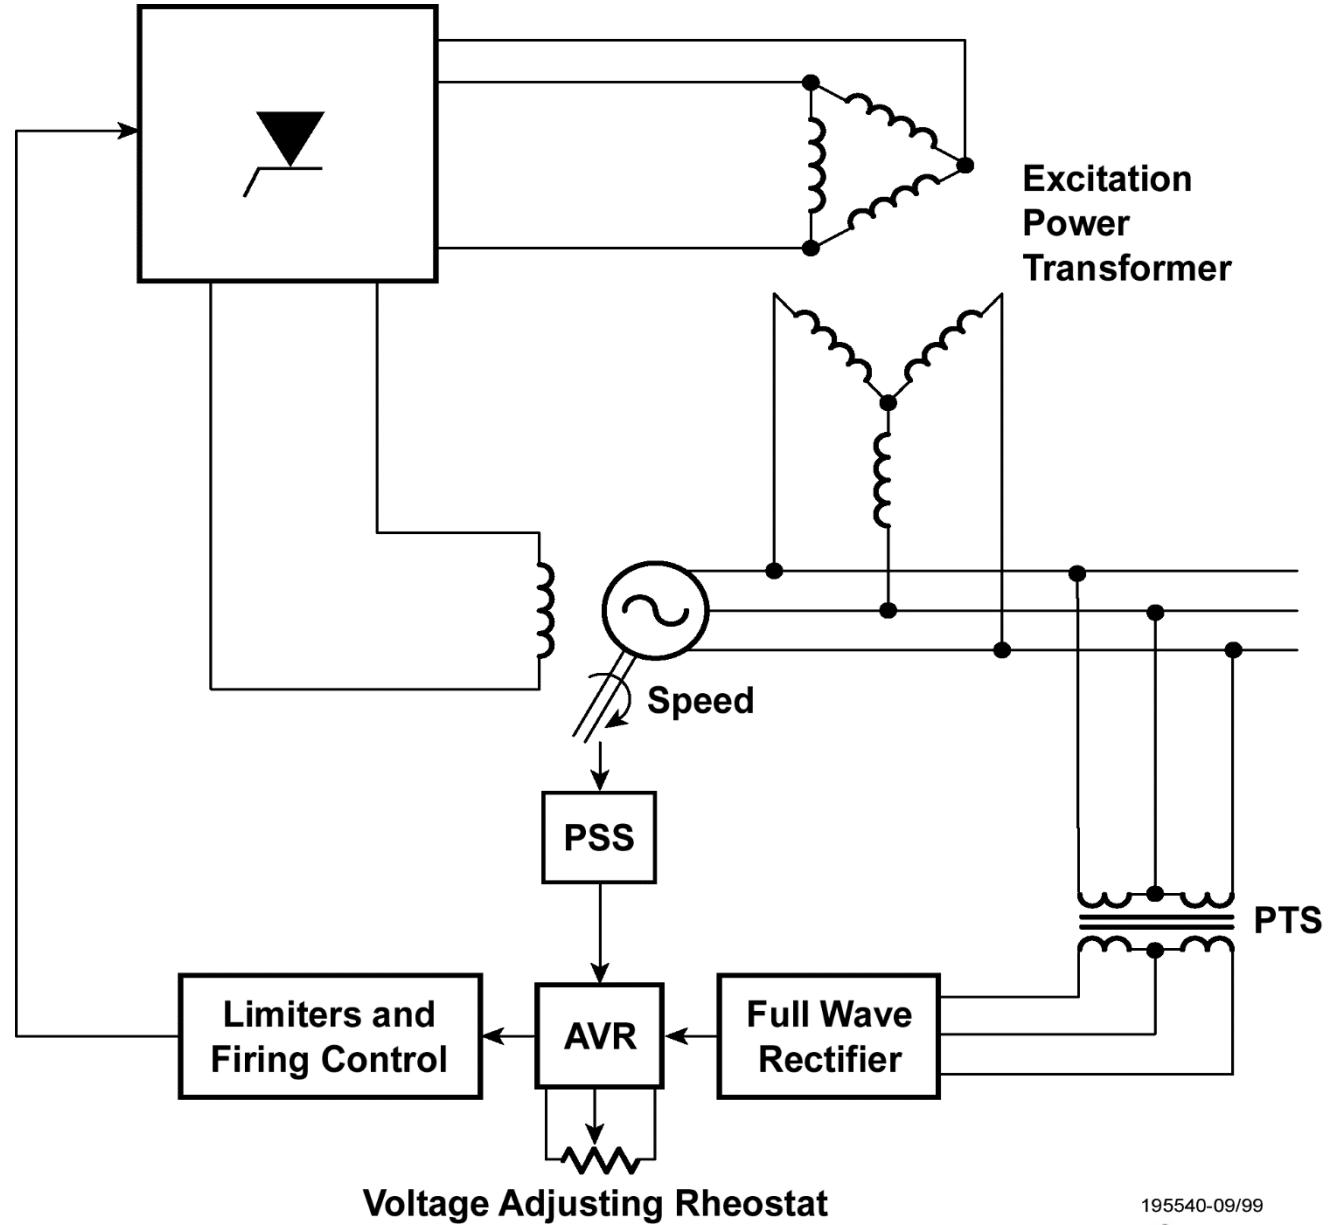 Excitation
Power
Transformer
Speed
PSS
PTS
Limiters and
Firing Control
AVR
Full Wave
Rectifier
Voltage Adjusting Rheostat
195540-09/99